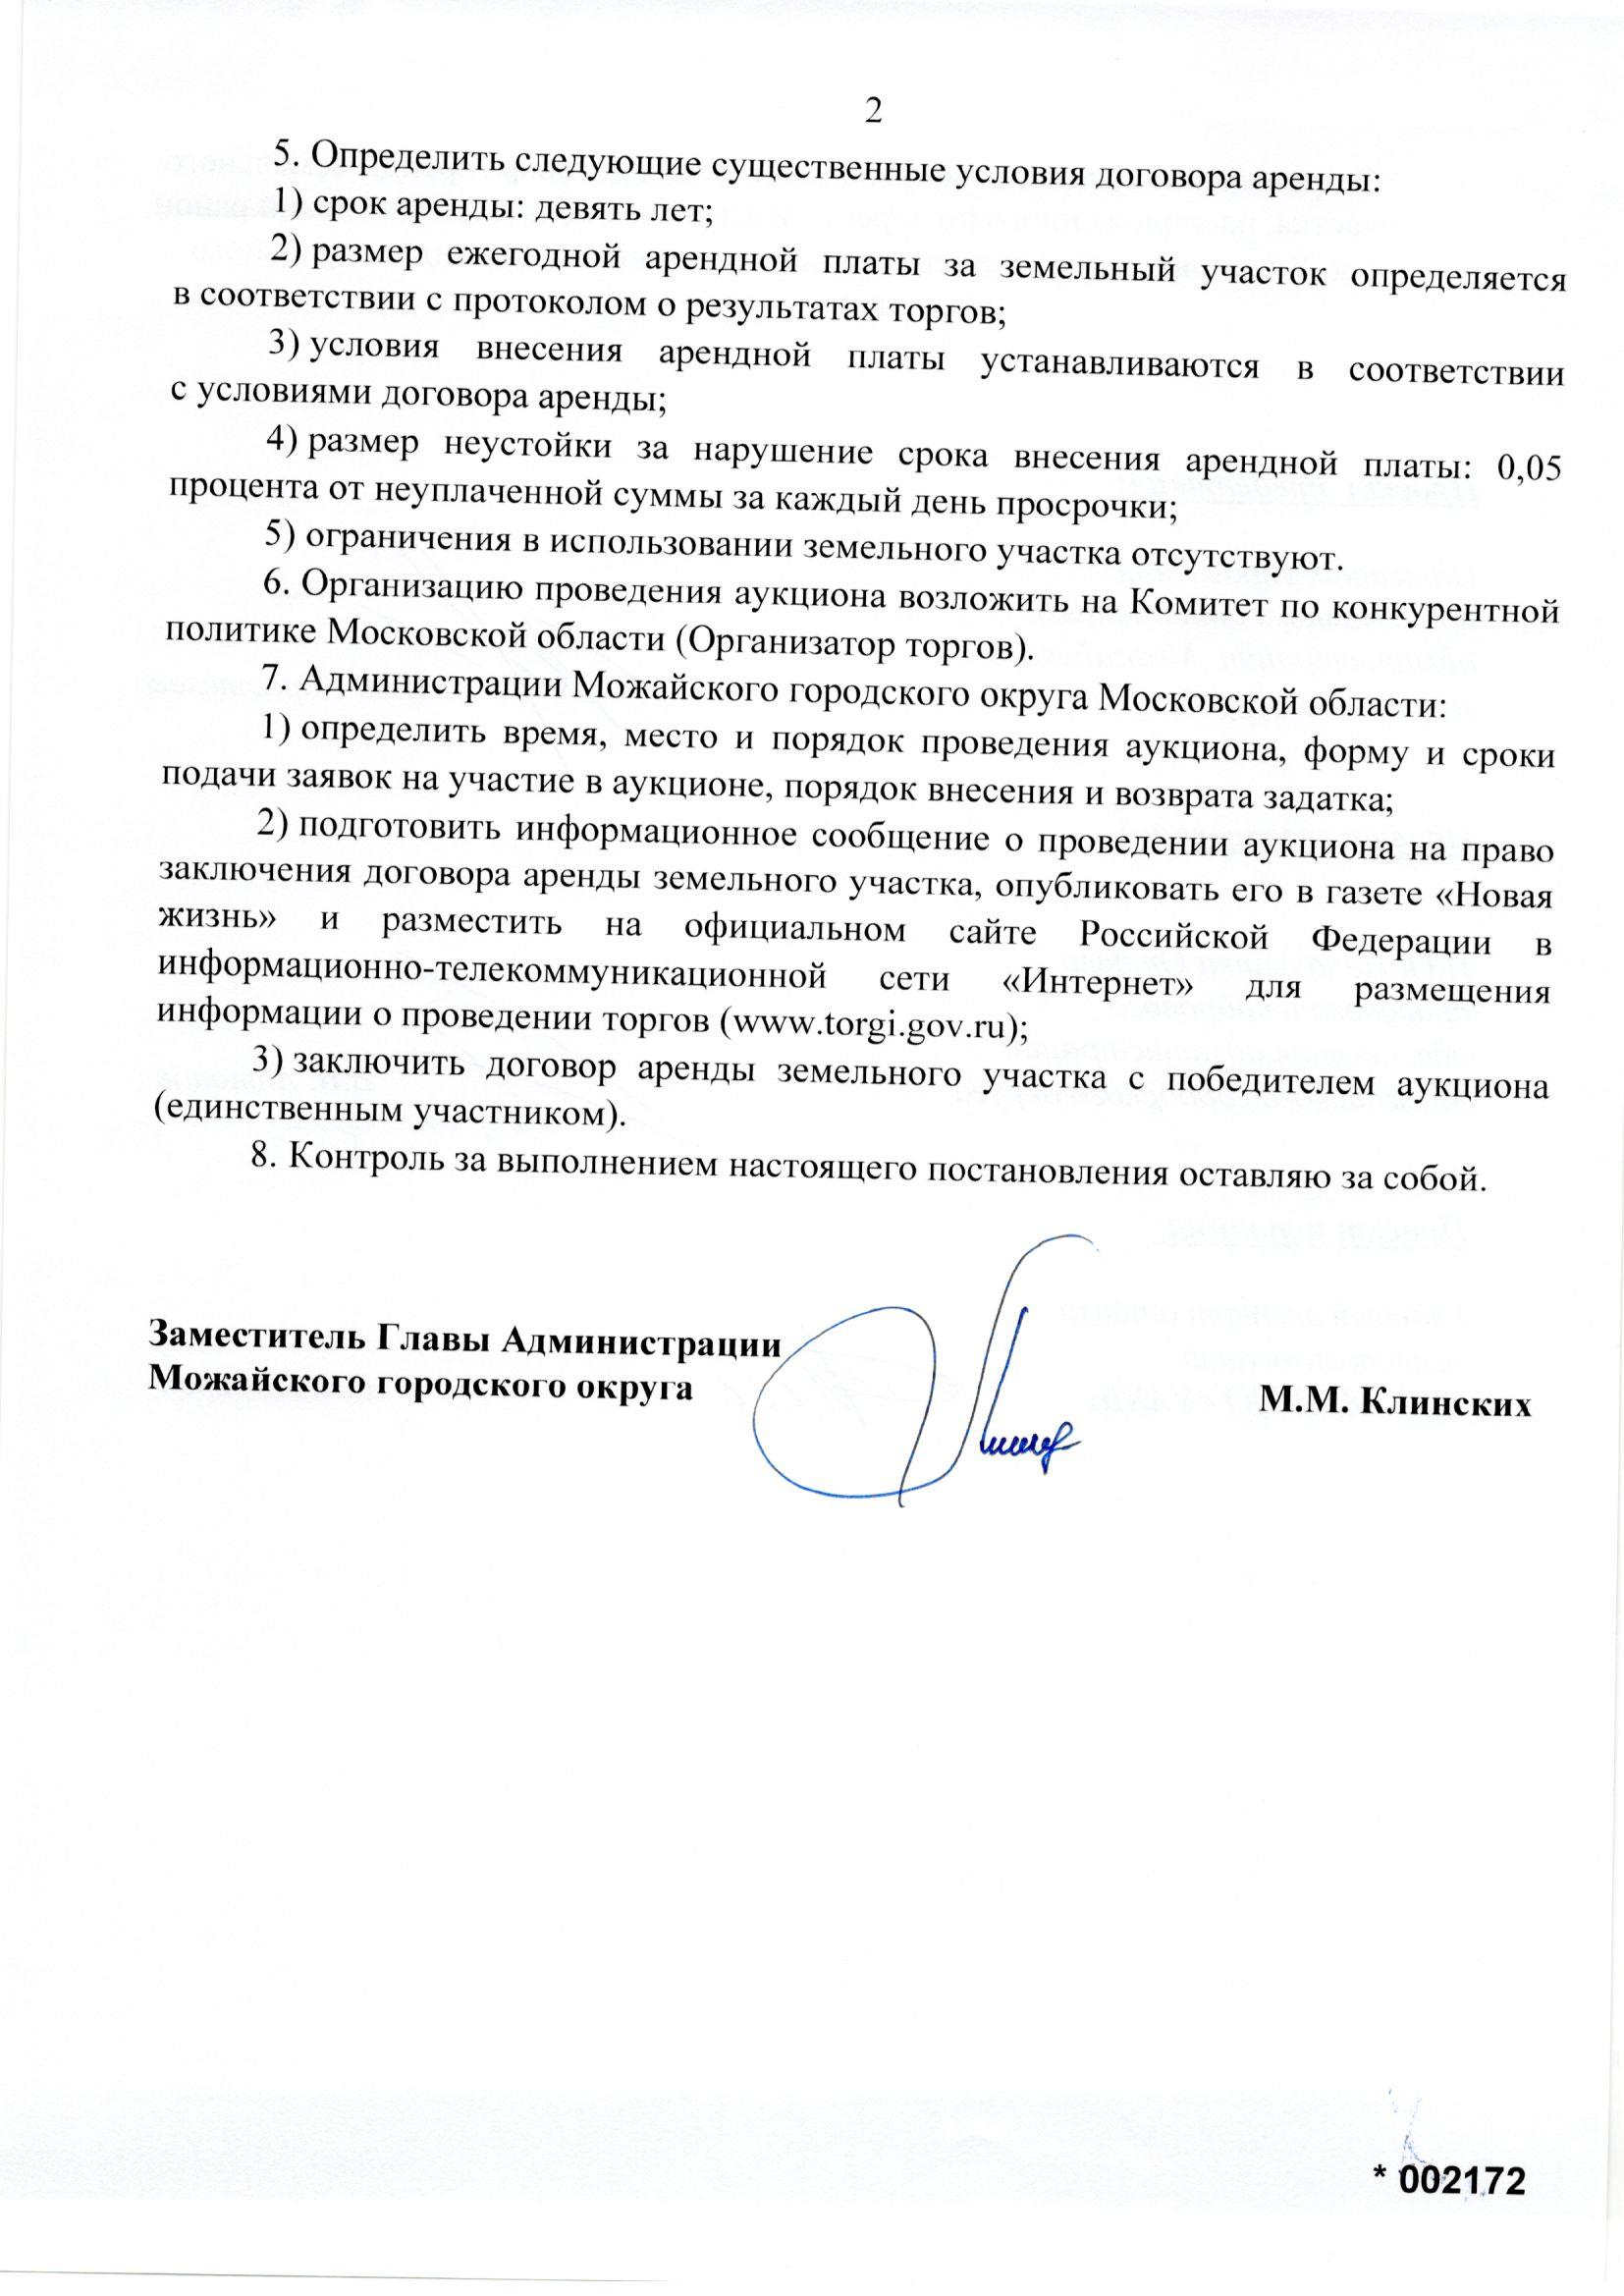 2
5. Определить следующие существенные условия договора аренды:
1) срок аренды: девять лет;
2) размер ежегодной арендной платы за земельный участок определяется
в соответствии с протоколом о результатах торгов;
3) условия внесения арендной платы устанавливаются в соответствии
с условиями договора аренды;
4) размер неустойки за нарушение срока внесения арендной платы: 0,05
процента от неуплаченной суммы за каждый день просрочки;
5) ограничения в использовании земельного участка отсутствуют.
6. Организацию проведения аукциона возложить на Комитет по конкурентной
политике Московской области (Организатор торгов).
7. Администрации Можайского городского округа Московской области:
1) определить время, место и порядок проведения аукциона, форму и сроки
подачи заявок на участие в аукционе, порядок внесения и возврата задатка;
2) подготовить информационное сообщение о проведении аукциона на право
заключения договора аренды земельного участка, опубликовать его в газете «Новая
жизнь» и разместить на официальном сайте Российской Федерации в
информационно-телекоммуникационной сети «Интернет» для размещения
информации о проведении торгов (www.torgi.gov.ru);
3) заключить договор аренды земельного участка с победителем аукциона
(единственным участником).
8. Контроль за выполнением настоящего постановления оставляю за собой.
Заместитель Главы Администрации
Можайского городского округа
М.М. Клинских
* 002172